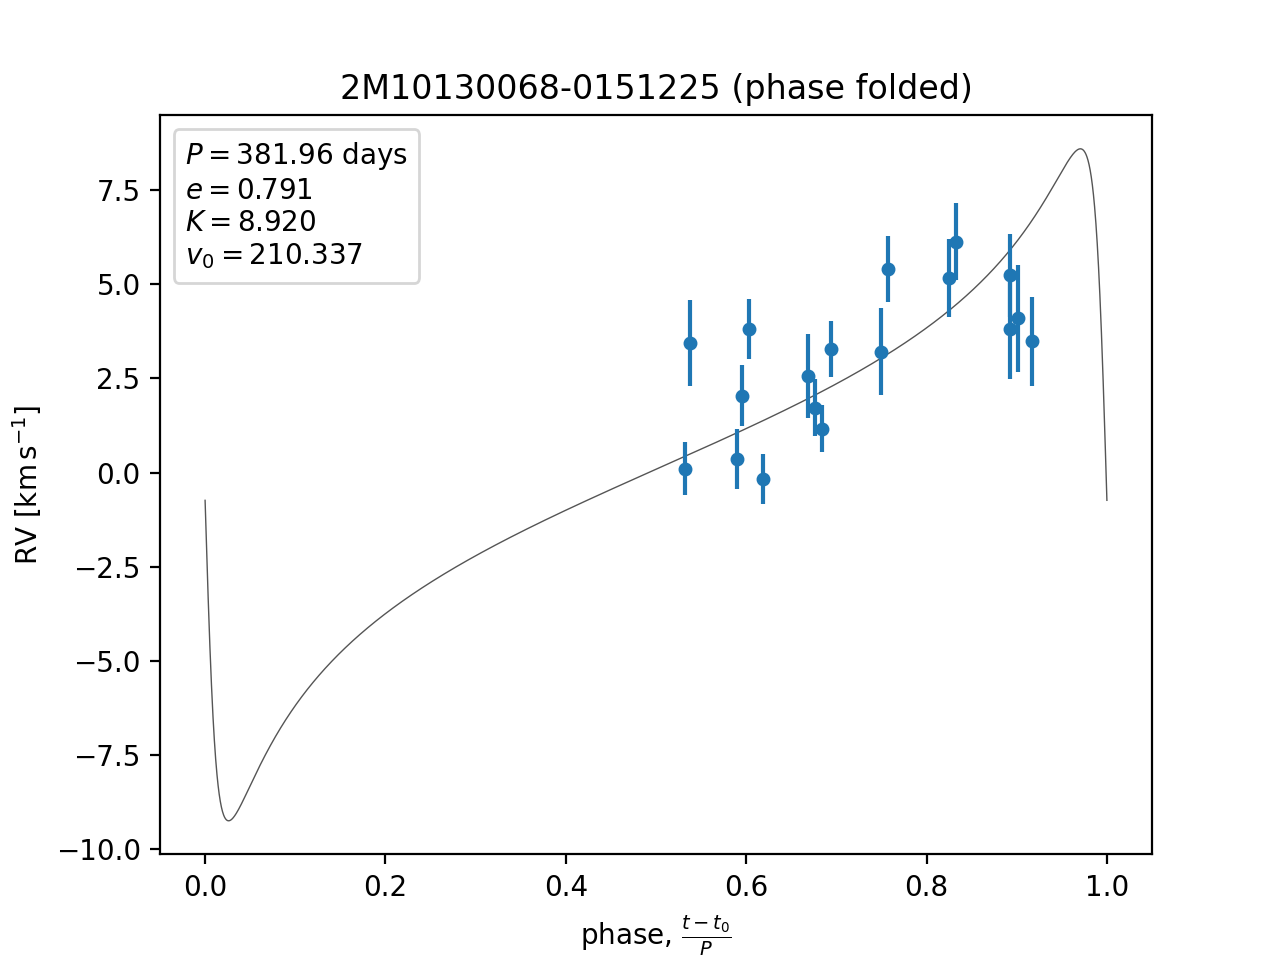 2M10130068-0151225 (phase folded)
P = 381.96 days
e = 0.791
K = 8.920
v₀ = 210.337
7.5
5.0
2.5
0.0
−2.5
−5.0
−7.5
−10.0
RV [km s⁻¹]
0.0 0.2 0.4 0.6 0.8 1.0
phase, (t − t₀)/P